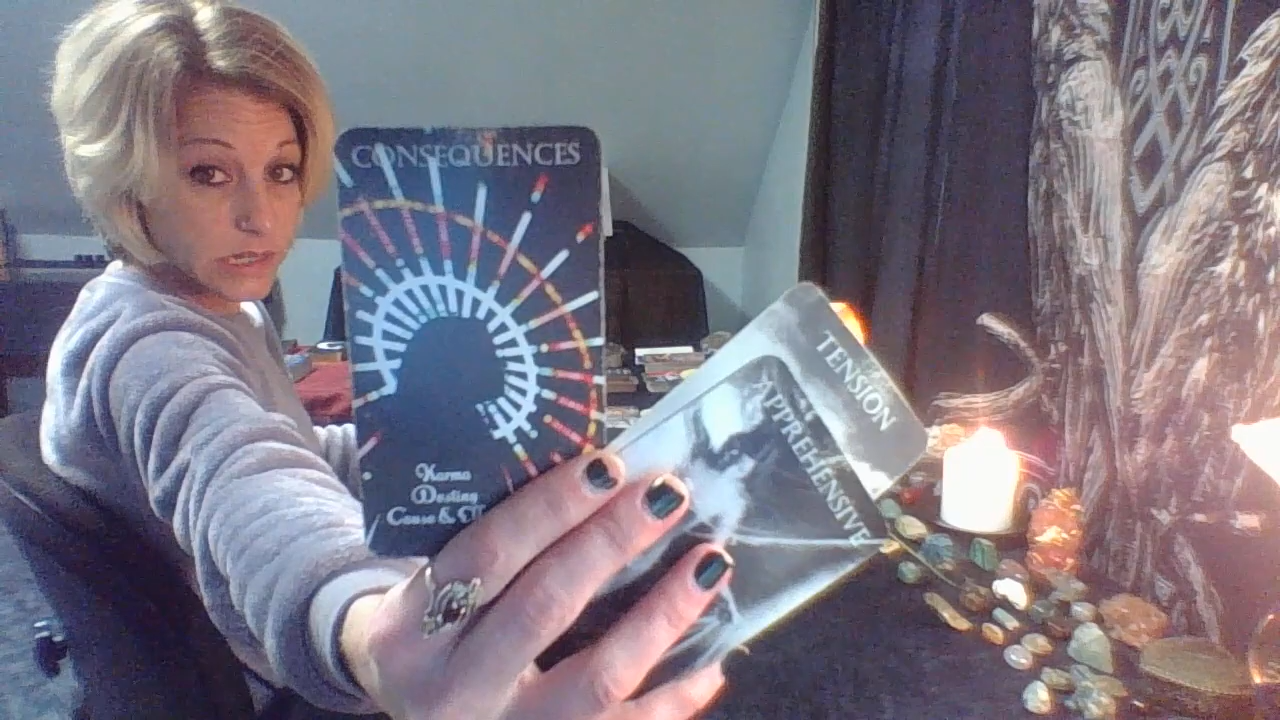 CONSEQUENCES
Karma
Destiny
Cause &
TENSION
APPREHENSIVE